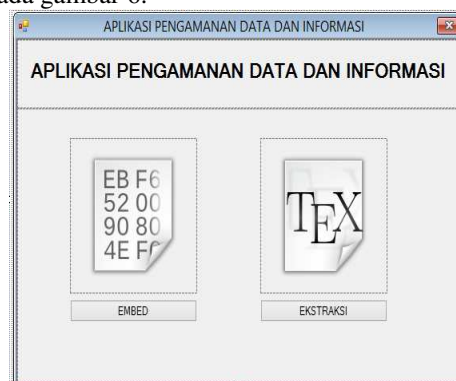 ada gambar 6.
APLIKASI PENGAMANAN DATA DAN INFORMASI
APLIKASI PENGAMANAN DATA DAN INFORMASI
EB F6
52 00
90 80
4E F
TEX
EMBED
EKSTRAKSI